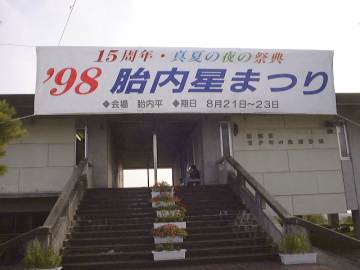 15周年・真夏の夜の祭典
'98 胎内星まつり
◆会場 胎内平 ◆期日 8月21日〜23日